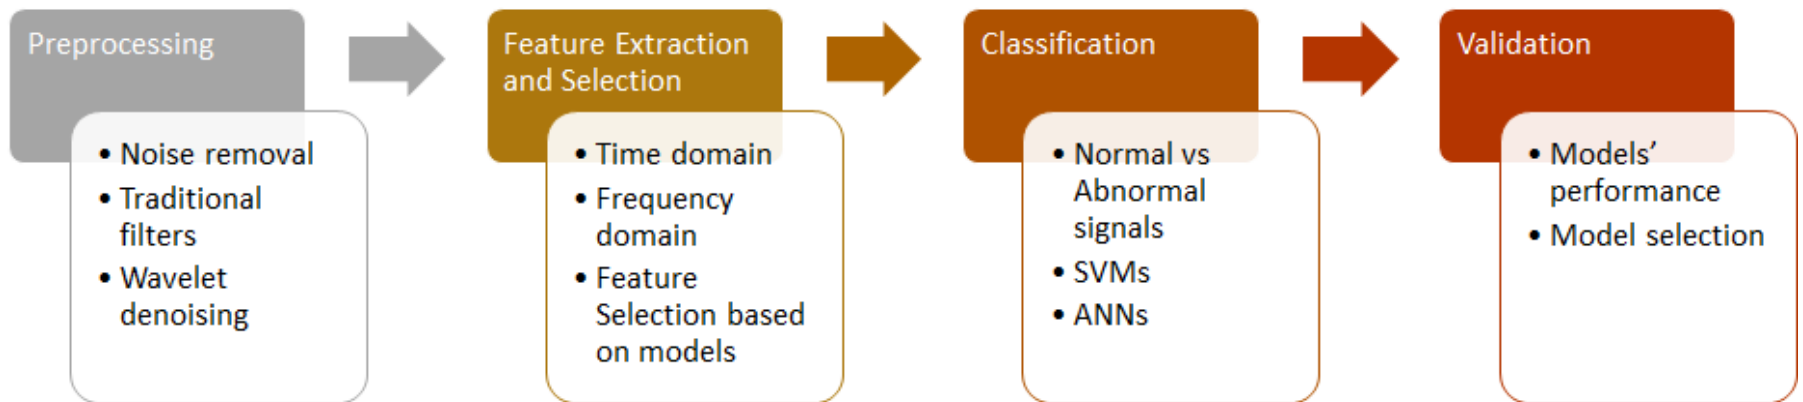 Preprocessing
• Noise removal
• Traditional
filters
• Wavelet
denoising
Feature Extraction
and Selection
• Time domain
• Frequency
domain
• Feature
Selection based
on models
Classification
• Normal vs
Abnormal
signals
• SVMs
• ANNs
Validation
• Models’
performance
• Model selection